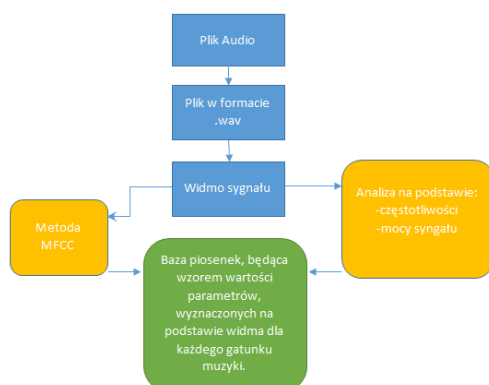 Plik Audio
Plik w formacie
.wav
Widmo sygnału
Metoda
MFCC
Analiza na podstawie:
-częstotliwości
-mocy syngału
Baza piosenek, będąca
wzorem wartości
parametrów,
wyznaczonych na
podstawie widma dla
każdego gatunku
muzyki.